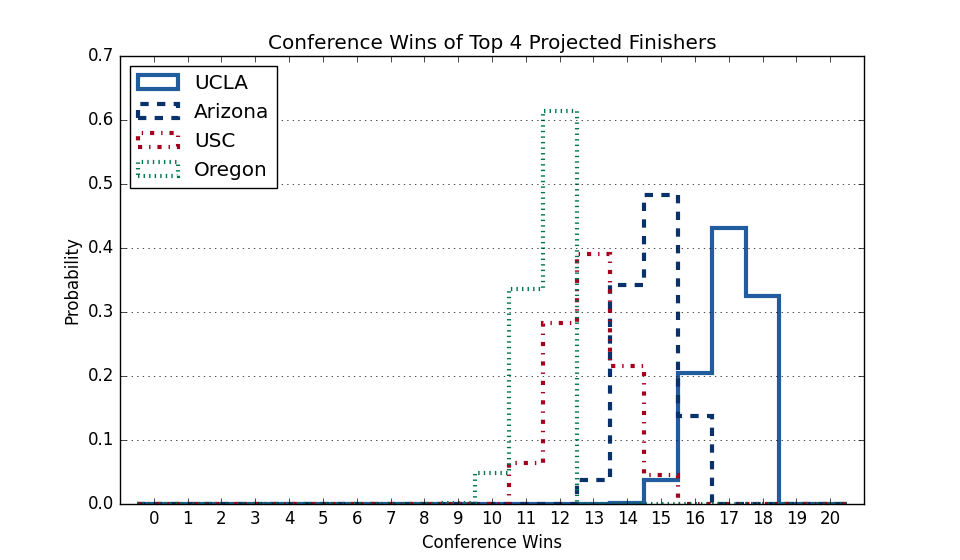 Conference Wins of Top 4 Projected Finishers
0.7
0.6
0.5
0.4
0.3
0.2
0.1
0.0
Probability
UCLA
Arizona
USC
Oregon
0 1 2 3 4 5 6 7 8 9 10 11 12 13 14 15 16 17 18 19 20
Conference Wins